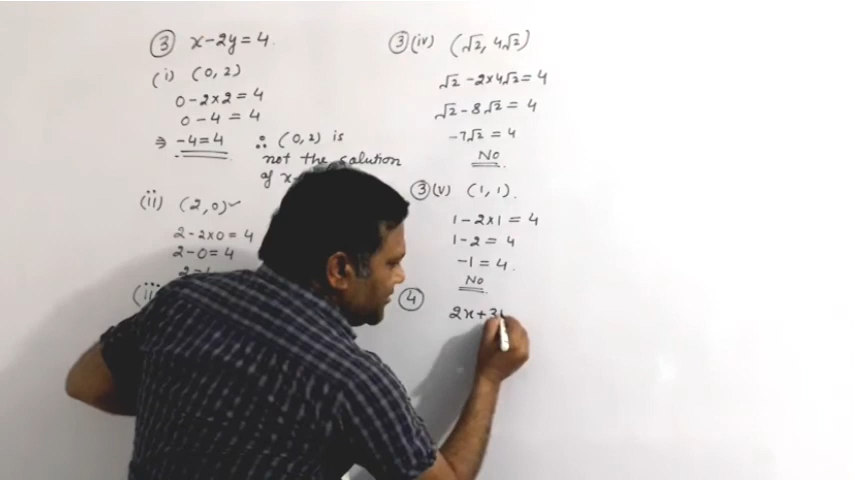 ③ x-2y=4.
(i) (0,2)
0-2×2=4
0-4=4
⇒ -4=4 ∴ (0,2) is
not the solution
of x-
(ii) (2,0)✓
2-2×0=4
2-0=4
③(iv) (√2, 4√2)
√2-2×4√2=4
√2-8√2=4
-7√2=4
No.
③(v) (1,1).
1-2×1=4
1-2=4
-1=4.
No
④
2x+3